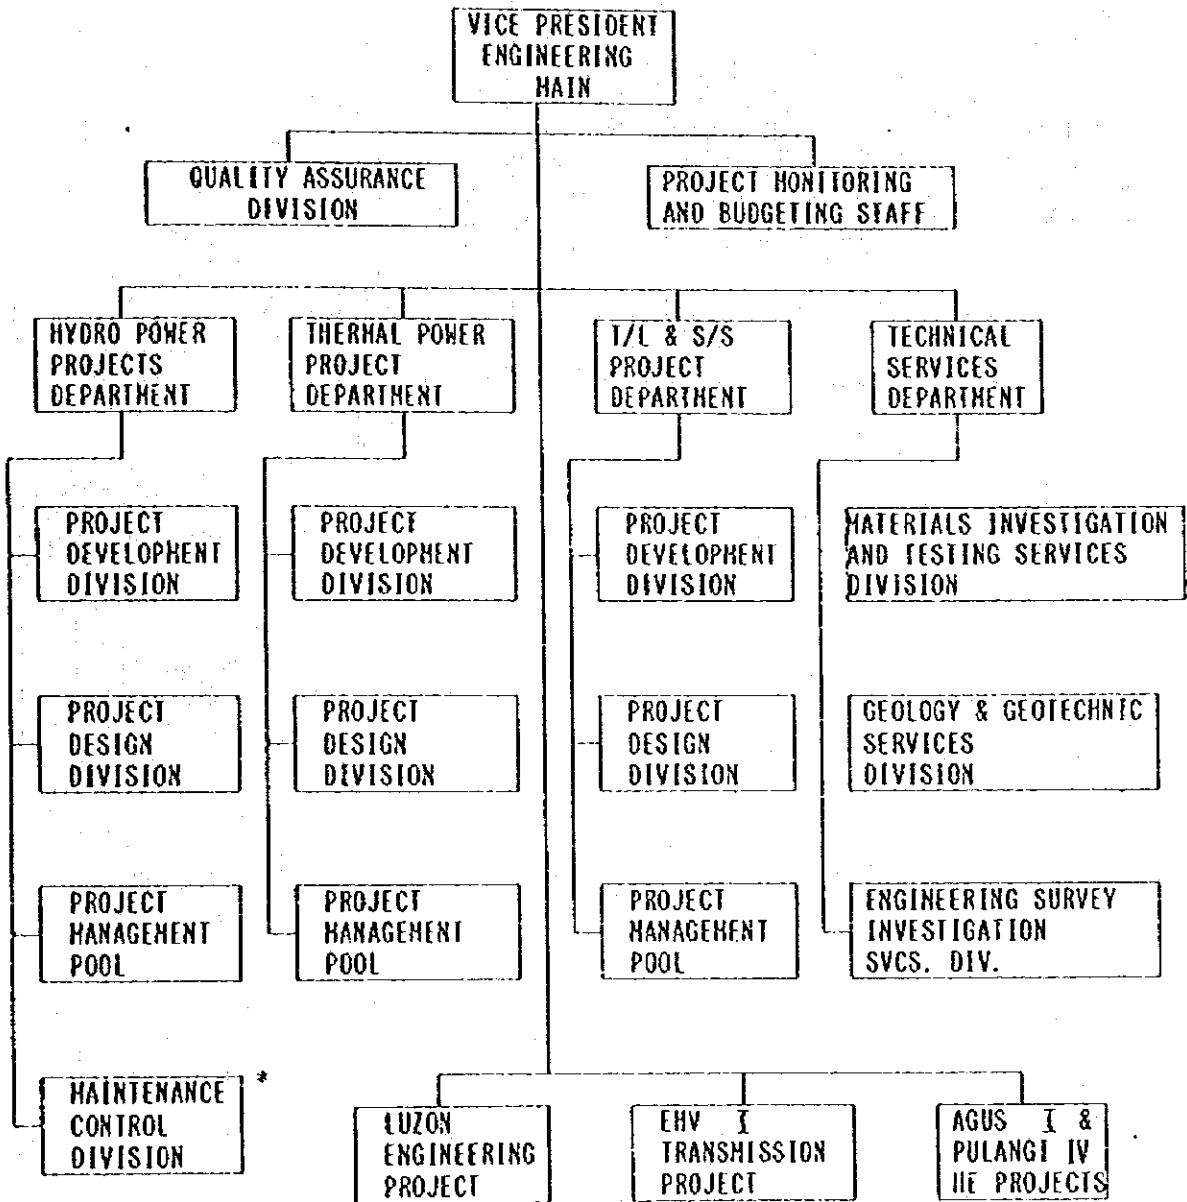 VICE PRESIDENT
ENGINEERING
MAIN
QUALITY ASSURANCE
DIVISION
PROJECT MONITORING
AND BUDGETING STAFF
HYDRO POWER
PROJECTS
DEPARTMENT
THERMAL POWER
PROJECT
DEPARTMENT
T/L & S/S
PROJECT
DEPARTMENT
TECHNICAL
SERVICES
DEPARTMENT
PROJECT
DEVELOPMENT
DIVISION
PROJECT
DEVELOPMENT
DIVISION
PROJECT
DEVELOPMENT
DIVISION
MATERIALS INVESTIGATION
AND TESTING SERVICES
DIVISION
PROJECT
DESIGN
DIVISION
PROJECT
DESIGN
DIVISION
PROJECT
DESIGN
DIVISION
GEOLOGY & GEOTECHNIC
SERVICES
DIVISION
PROJECT
MANAGEMENT
POOL
PROJECT
MANAGEMENT
POOL
PROJECT
MANAGEMENT
POOL
ENGINEERING SURVEY
INVESTIGATION
SVCS. DIV.
MAINTENANCE *
CONTROL
DIVISION
LUZON
ENGINEERING
PROJECT
EHV I
TRANSMISSION
PROJECT
AGUS I &
PULANGI IV
HE PROJECTS